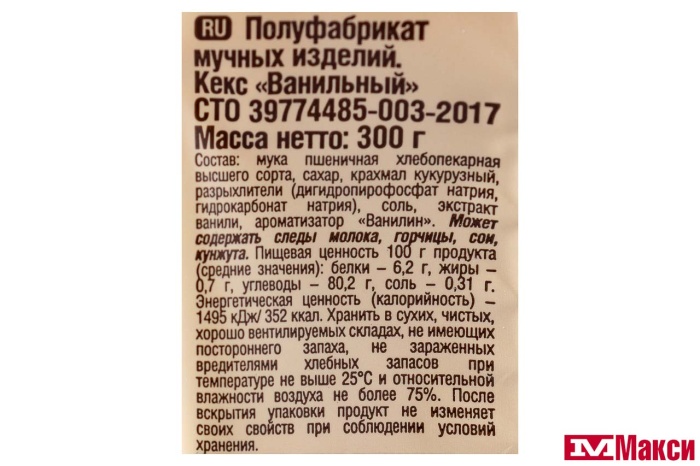 RU Полуфабрикат
мучных изделий.
Кекс «Ванильный»
СТО 39774485-003-2017
Масса нетто: 300 г
Состав: мука пшеничная хлебопекарная
высшего сорта, сахар, крахмал кукурузный,
разрыхлители (дигидропирофосфат натрия,
гидрокарбонат натрия), соль, экстракт
ванили, ароматизатор «Ванилин». Может
содержать следы молока, горчицы, сои,
кунжута. Пищевая ценность 100 г продукта
(средние значения): белки – 6,2 г, жиры –
0,7 г, углеводы – 80,2 г, соль – 0,31 г.
Энергетическая ценность (калорийность) –
1495 кДж/ 352 ккал. Хранить в сухих, чистых,
хорошо вентилируемых складах, не имеющих
постороннего запаха, не зараженных
вредителями хлебных запасов при
температуре не выше 25°С и относительной
влажности воздуха не более 75%. После
вскрытия упаковки продукт не изменяет
своих свойств при соблюдении условий
хранения.
Макси